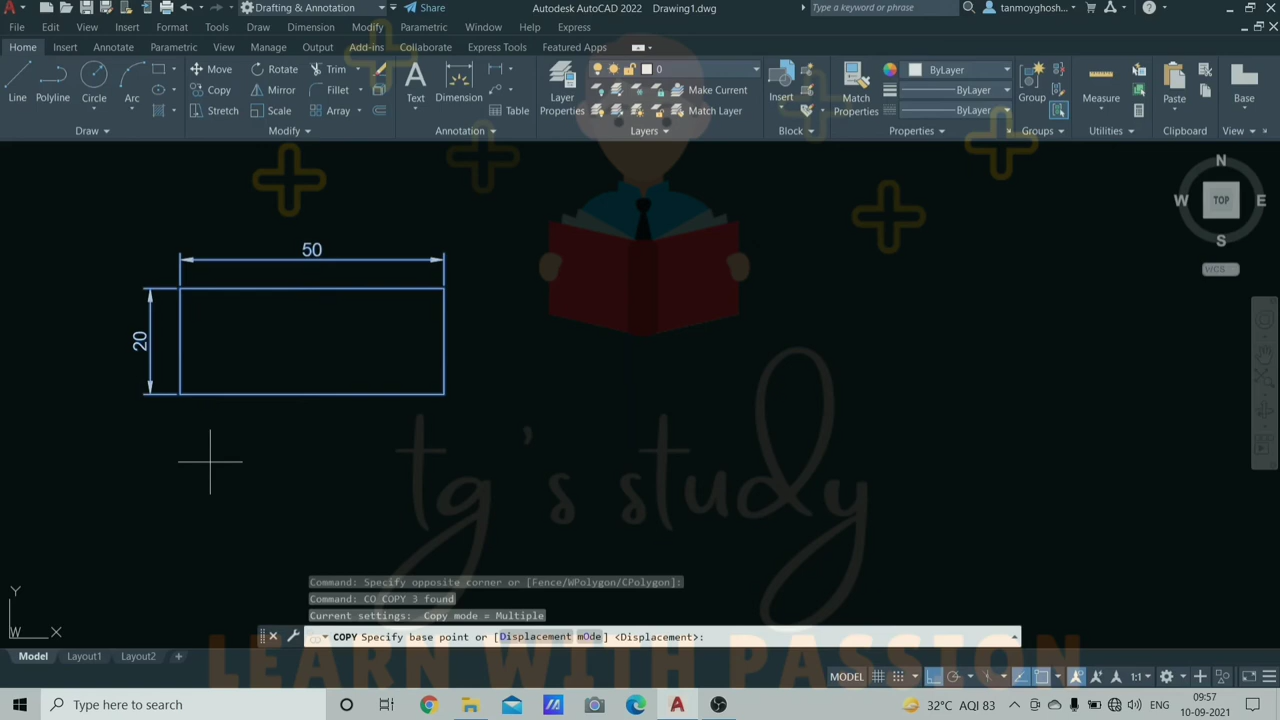 Drafting & Annotation
Share
Autodesk AutoCAD 2022 Drawing1.dwg
Type a keyword or phrase
tanmoyghosh...
File Edit View Insert Format Tools Draw Dimension Modify Parametric Window Help Express
Home Insert Annotate Parametric View Manage Output Add-ins Collaborate Express Tools Featured Apps
Move Rotate Trim 0 ByLayer
Copy Mirror Fillet Make Current ByLayer
Line Polyline Circle Arc Text Dimension Layer Properties Insert Match Properties Group Measure Paste Base
Stretch Scale Array Table Match Layer ByLayer
Draw Modify Annotation Layers Block Properties Groups Utilities Clipboard View
N
W TOP E
S
WCS
50
20
tg's study
Command: Specify opposite corner or [Fence/WPolygon/CPolygon]:
Command: CO COPY 3 found
Current settings: Copy mode = Multiple
COPY Specify base point or [Displacement mOde] <Displacement>:
Y
W X
LEARN WITH PASSION
Model Layout1 Layout2 +
MODEL 1:1
Type here to search
32°C AQI 83 ENG
09:57
10-09-2021